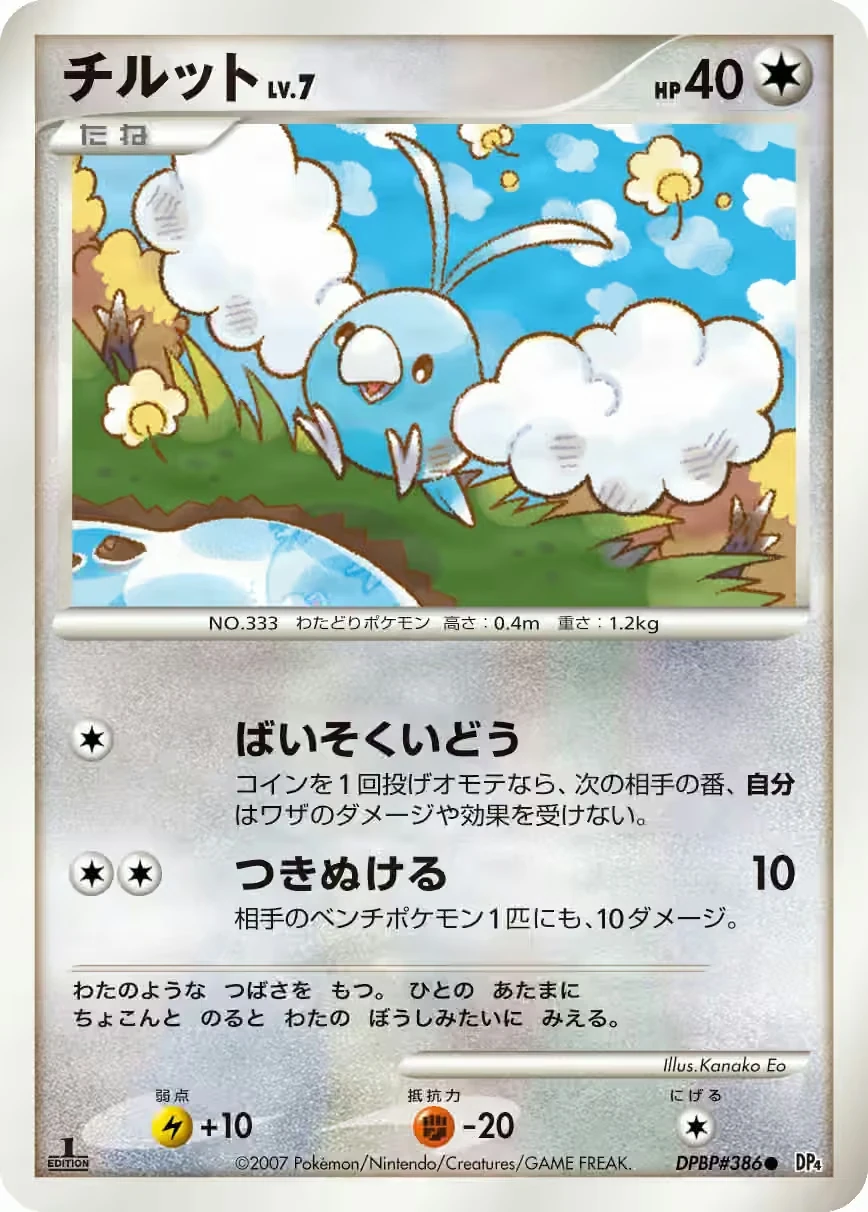 チルット LV.7 HP 40
たね
NO.333 わたどりポケモン 高さ：0.4m 重さ：1.2kg
ばいそくいどう
コインを1回投げオモテなら、次の相手の番、自分
はワザのダメージや効果を受けない。
つきぬける 10
相手のベンチポケモン1匹にも、10ダメージ。
わたのような つばさを もつ。 ひとの あたまに
ちょこんと のると わたの ぼうしみたいに みえる。
Illus.Kanako Eo
弱点 抵抗力 にげる
+10 -20
1 EDITION ©2007 Pokémon/Nintendo/Creatures/GAME FREAK. DPBP#386 DP4